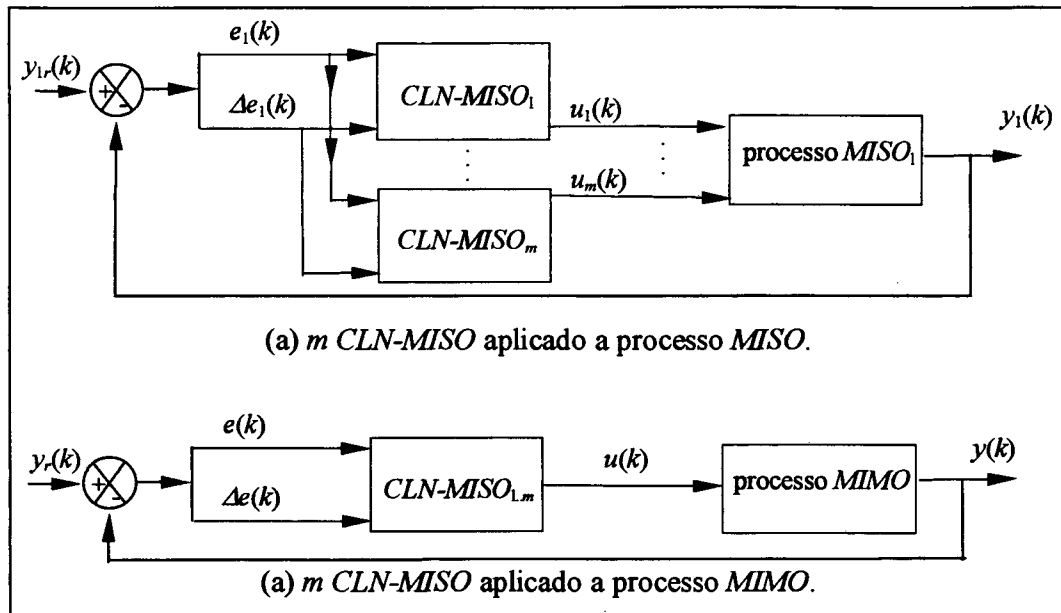 e₁(k)
y₁ᵣ(k)
+
-
Δe₁(k)
CLN-MISO₁
u₁(k)
y₁(k)
processo MISO₁
uₘ(k)
CLN-MISOₘ
(a) m CLN-MISO aplicado a processo MISO.
e(k)
yᵣ(k)
+
-
Δe(k)
CLN-MISO₁.ₘ
u(k)
processo MIMO
y(k)
(a) m CLN-MISO aplicado a processo MIMO.